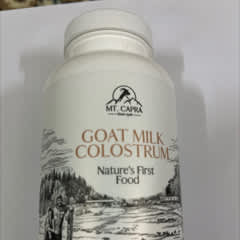 MT. CAPRA
GOAT MILK
COLOSTRUM
Nature's First
Food